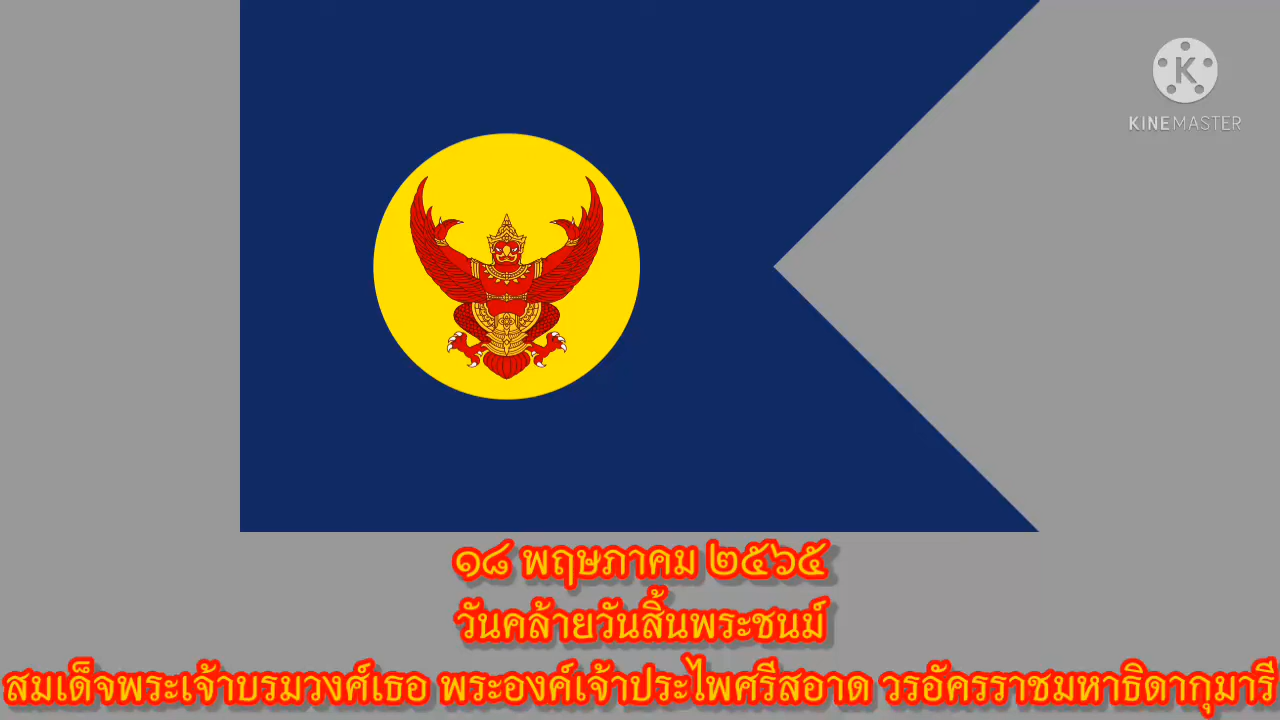 KINEMASTER
๑๘ พฤษภาคม ๒๕๖๕
วันคล้ายวันสิ้นพระชนม์
สมเด็จพระเจ้าบรมวงศ์เธอ พระองค์เจ้าประไพศรีสอาด วรอัครราชมหาธิดากุมารี